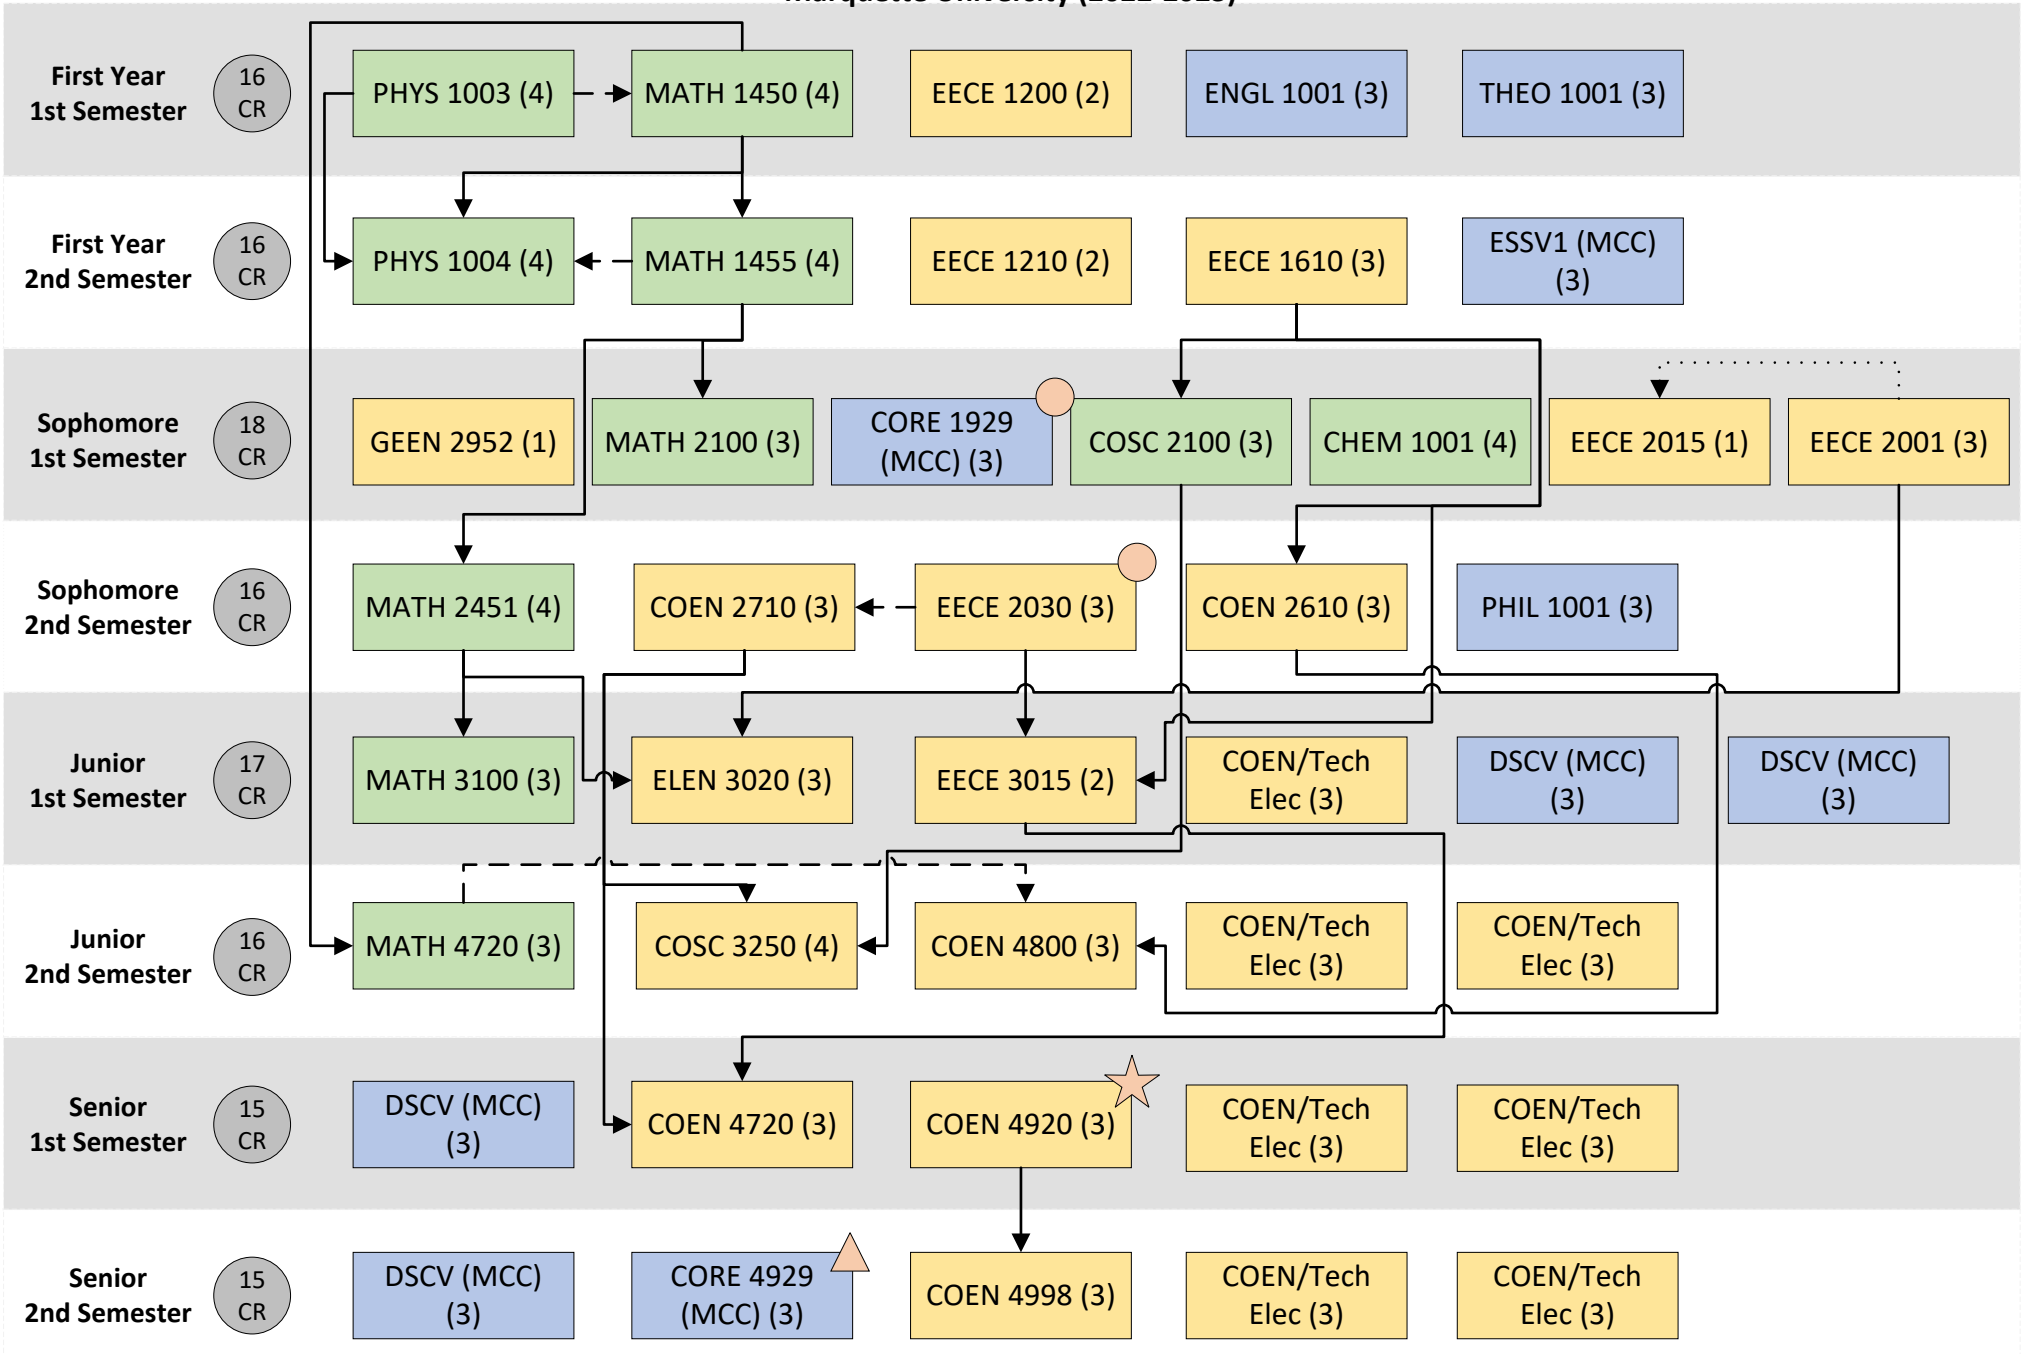 Marquette University (2022-2023)
First Year
1st Semester
16
CR
PHYS 1003 (4)
MATH 1450 (4)
EECE 1200 (2)
ENGL 1001 (3)
THEO 1001 (3)
First Year
2nd Semester
16
CR
PHYS 1004 (4)
MATH 1455 (4)
EECE 1210 (2)
EECE 1610 (3)
ESSV1 (MCC)
(3)
Sophomore
1st Semester
18
CR
GEEN 2952 (1)
MATH 2100 (3)
CORE 1929
(MCC) (3)
COSC 2100 (3)
CHEM 1001 (4)
EECE 2015 (1)
EECE 2001 (3)
Sophomore
2nd Semester
16
CR
MATH 2451 (4)
COEN 2710 (3)
EECE 2030 (3)
COEN 2610 (3)
PHIL 1001 (3)
Junior
1st Semester
17
CR
MATH 3100 (3)
ELEN 3020 (3)
EECE 3015 (2)
COEN/Tech
Elec (3)
DSCV (MCC)
(3)
DSCV (MCC)
(3)
Junior
2nd Semester
16
CR
MATH 4720 (3)
COSC 3250 (4)
COEN 4800 (3)
COEN/Tech
Elec (3)
COEN/Tech
Elec (3)
Senior
1st Semester
15
CR
DSCV (MCC)
(3)
COEN 4720 (3)
COEN 4920 (3)
COEN/Tech
Elec (3)
COEN/Tech
Elec (3)
Senior
2nd Semester
15
CR
DSCV (MCC)
(3)
CORE 4929
(MCC) (3)
COEN 4998 (3)
COEN/Tech
Elec (3)
COEN/Tech
Elec (3)